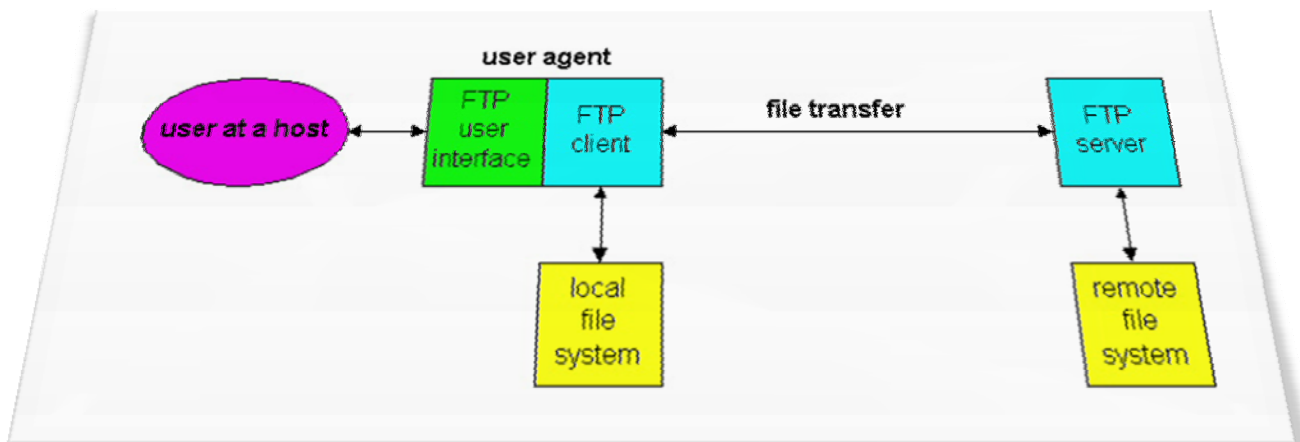 user agent
user at a host
FTP
user
interface
FTP
client
file transfer
FTP
server
local
file
system
remote
file
system